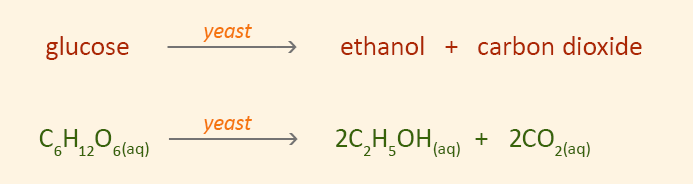 yeast
glucose ⟶ ethanol + carbon dioxide
yeast
C₆H₁₂O₆(aq) ⟶ 2C₂H₅OH(aq) + 2CO₂(aq)